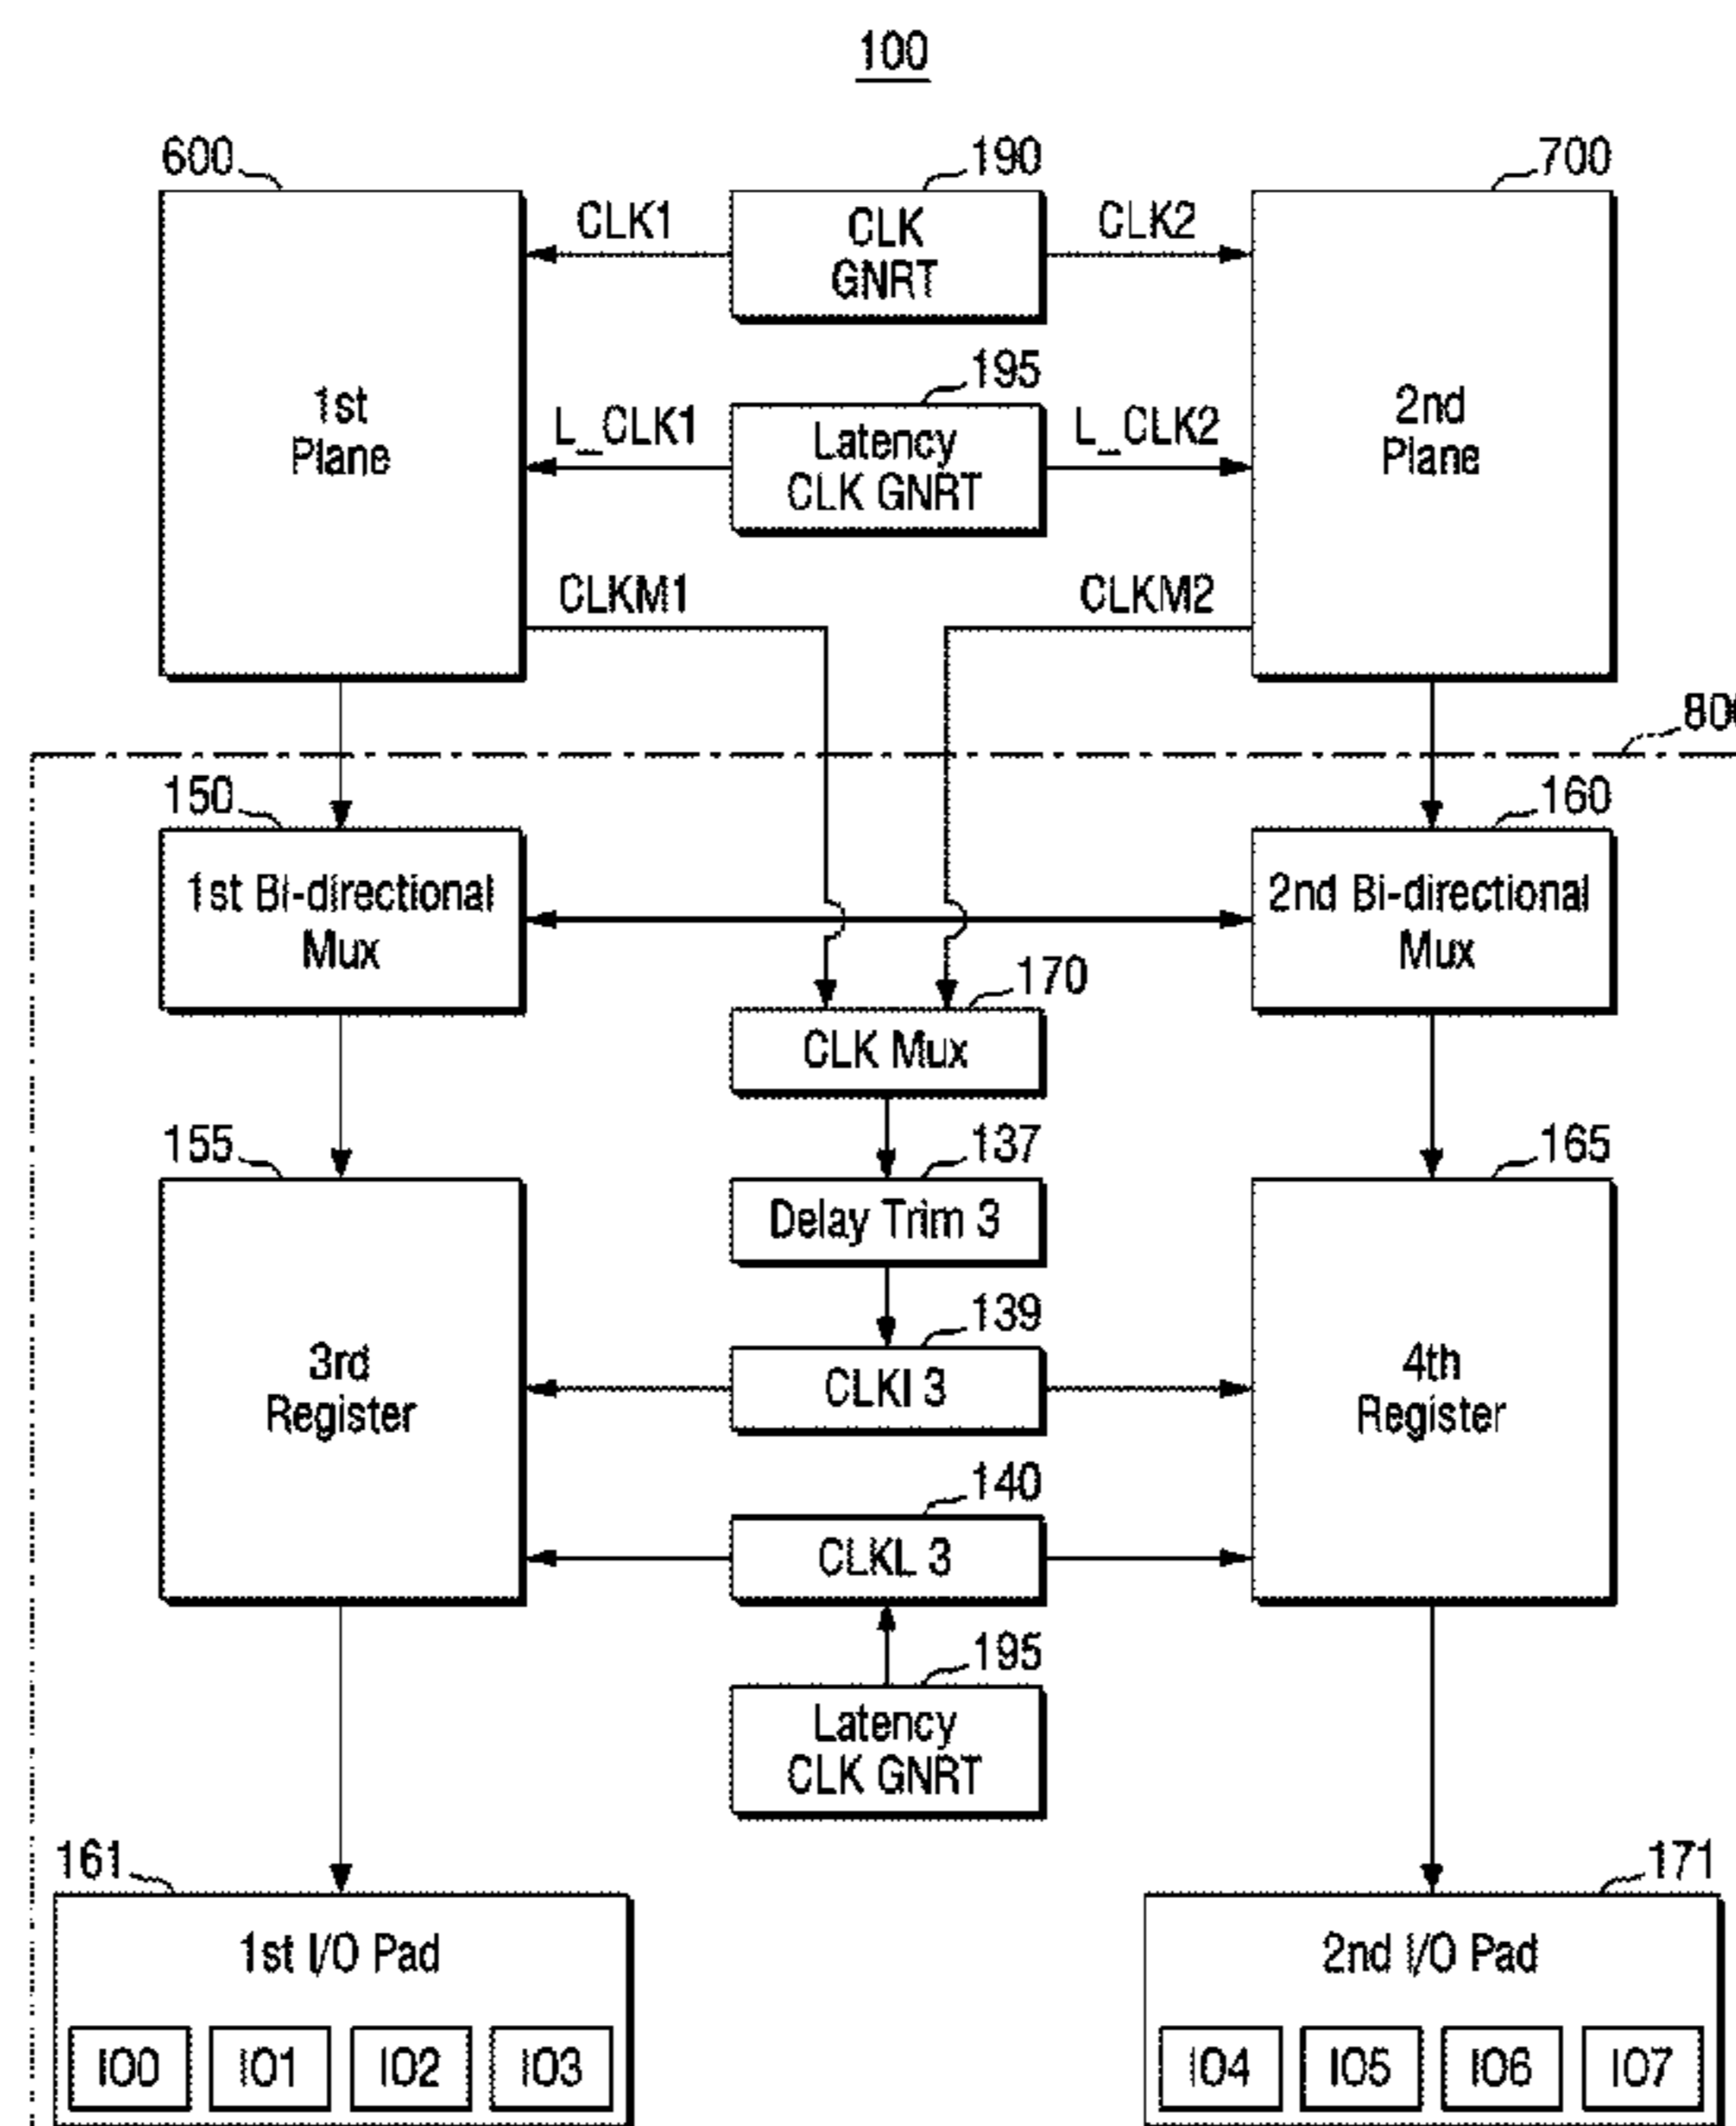 100
600
190
700
CLK1
CLK
GNRT
CLK2
195
1st
Plane
L_CLK1
Latency
CLK GNRT
L_CLK2
2nd
Plane
CLKM1
CLKM2
150
160
1st Bi-directional
Mux
2nd Bi-directional
Mux
170
CLK Mux
155
137
165
Delay Trim 3
139
3rd
Register
CLKI 3
4th
Register
140
CLKL 3
195
Latency
CLK GNRT
161
171
1st I/O Pad
2nd I/O Pad
IO0 IO1 IO2 IO3
IO4 IO5 IO6 IO7